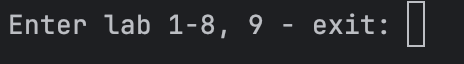 Enter lab 1-8, 9 - exit: